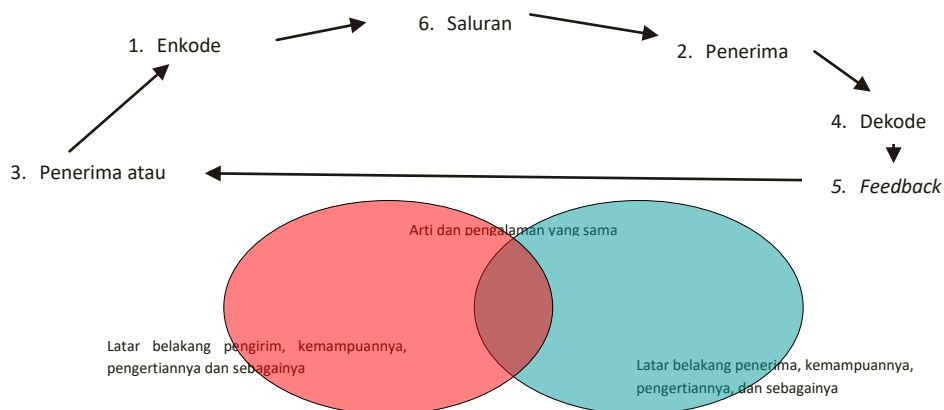 6. Saluran
1. Enkode
2. Penerima
4. Dekode
3. Penerima atau
5. Feedback
Arti dan pengalaman yang sama
Latar belakang pengirim, kemampuannya,
pengertiannya dan sebagainya
Latar belakang penerima, kemampuannya,
pengertiannya, dan sebagainya